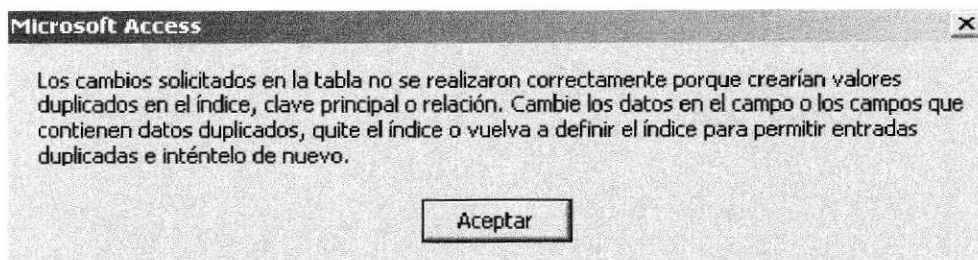 Microsoft Access
Los cambios solicitados en la tabla no se realizaron correctamente porque crearían valores
duplicados en el índice, clave principal o relación. Cambie los datos en el campo o los campos que
contienen datos duplicados, quite el índice o vuelva a definir el índice para permitir entradas
duplicadas e inténtelo de nuevo.
Aceptar